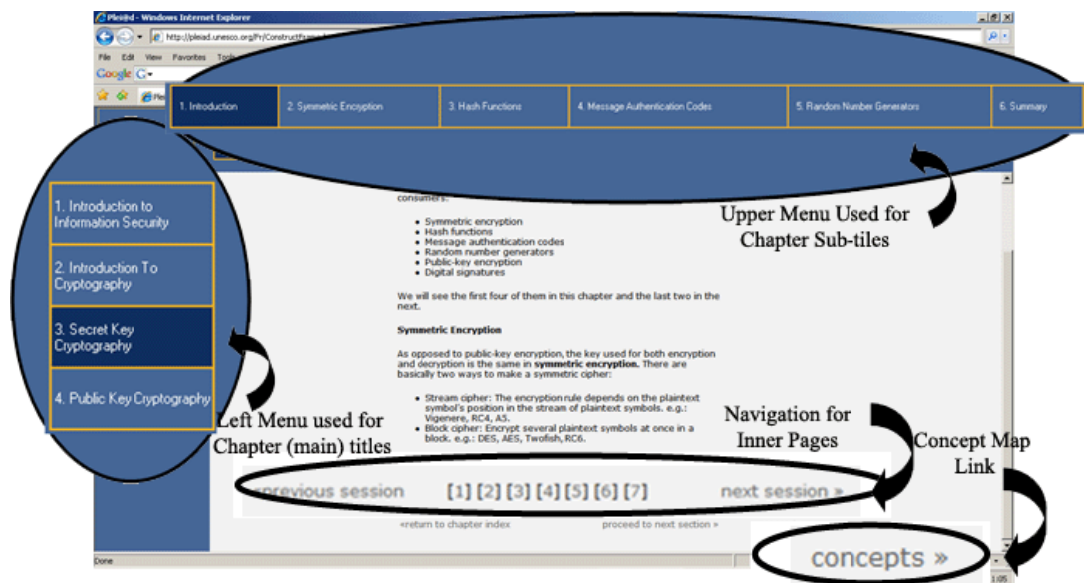 Plei@d - Windows Internet Explorer
http://pleiad.unesco.org/Fr/Constructframe
File Edit View Favorites Tools
Google G
1. Introduction
2. Symmetric Encryption
3. Hash Functions
4. Message Authentication Codes
5. Random Number Generators
6. Summary
Upper Menu Used for
Chapter Sub-tiles
1. Introduction to
Information Security
2. Introduction To
Cryptography
3. Secret Key
Cryptography
4. Public Key Cryptography
Left Menu used for
Chapter (main) titles
consumers:
• Symmetric encryption
• Hash functions
• Message authentication codes
• Random number generators
• Public-key encryption
• Digital signatures
We will see the first four of them in this chapter and the last two in the
next.
Symmetric Encryption
As opposed to public-key encryption, the key used for both encryption
and decryption is the same in symmetric encryption. There are
basically two ways to make a symmetric cipher:
• Stream cipher: The encryption rule depends on the plaintext
symbol's position in the stream of plaintext symbols. e.g.:
Vigenere, RC4, A5.
• Block cipher: Encrypt several plaintext symbols at once in a
block. e.g.: DES, AES, Twofish, RC6.
Navigation for
Inner Pages
Concept Map
Link
«previous session [1] [2] [3] [4] [5] [6] [7] next session »
«return to chapter index proceed to next section »
concepts »
Done
1:05